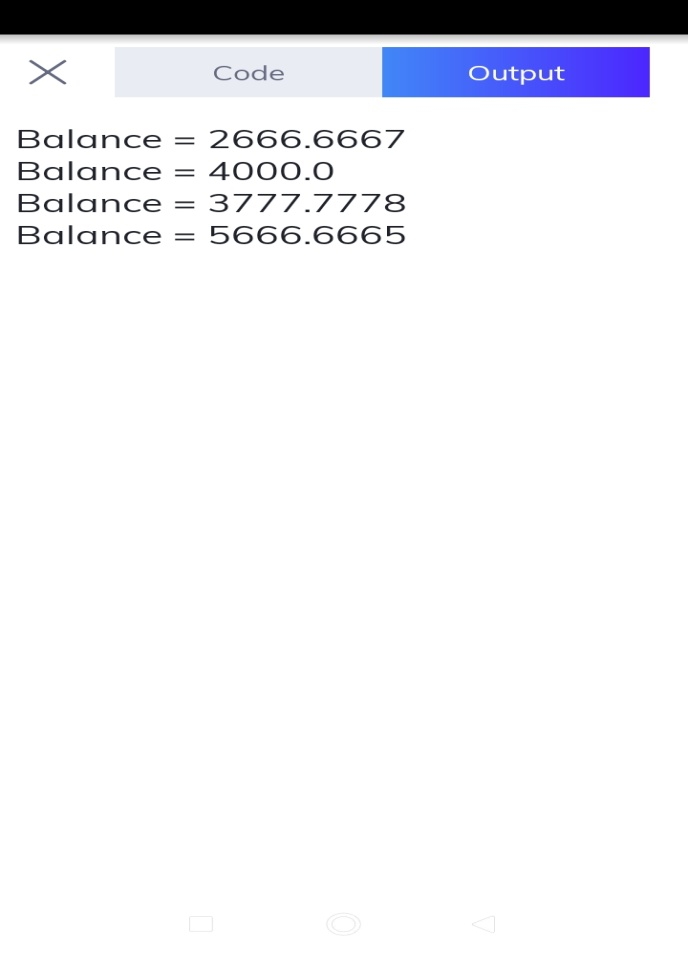 Code Output
Balance = 2666.6667
Balance = 4000.0
Balance = 3777.7778
Balance = 5666.6665